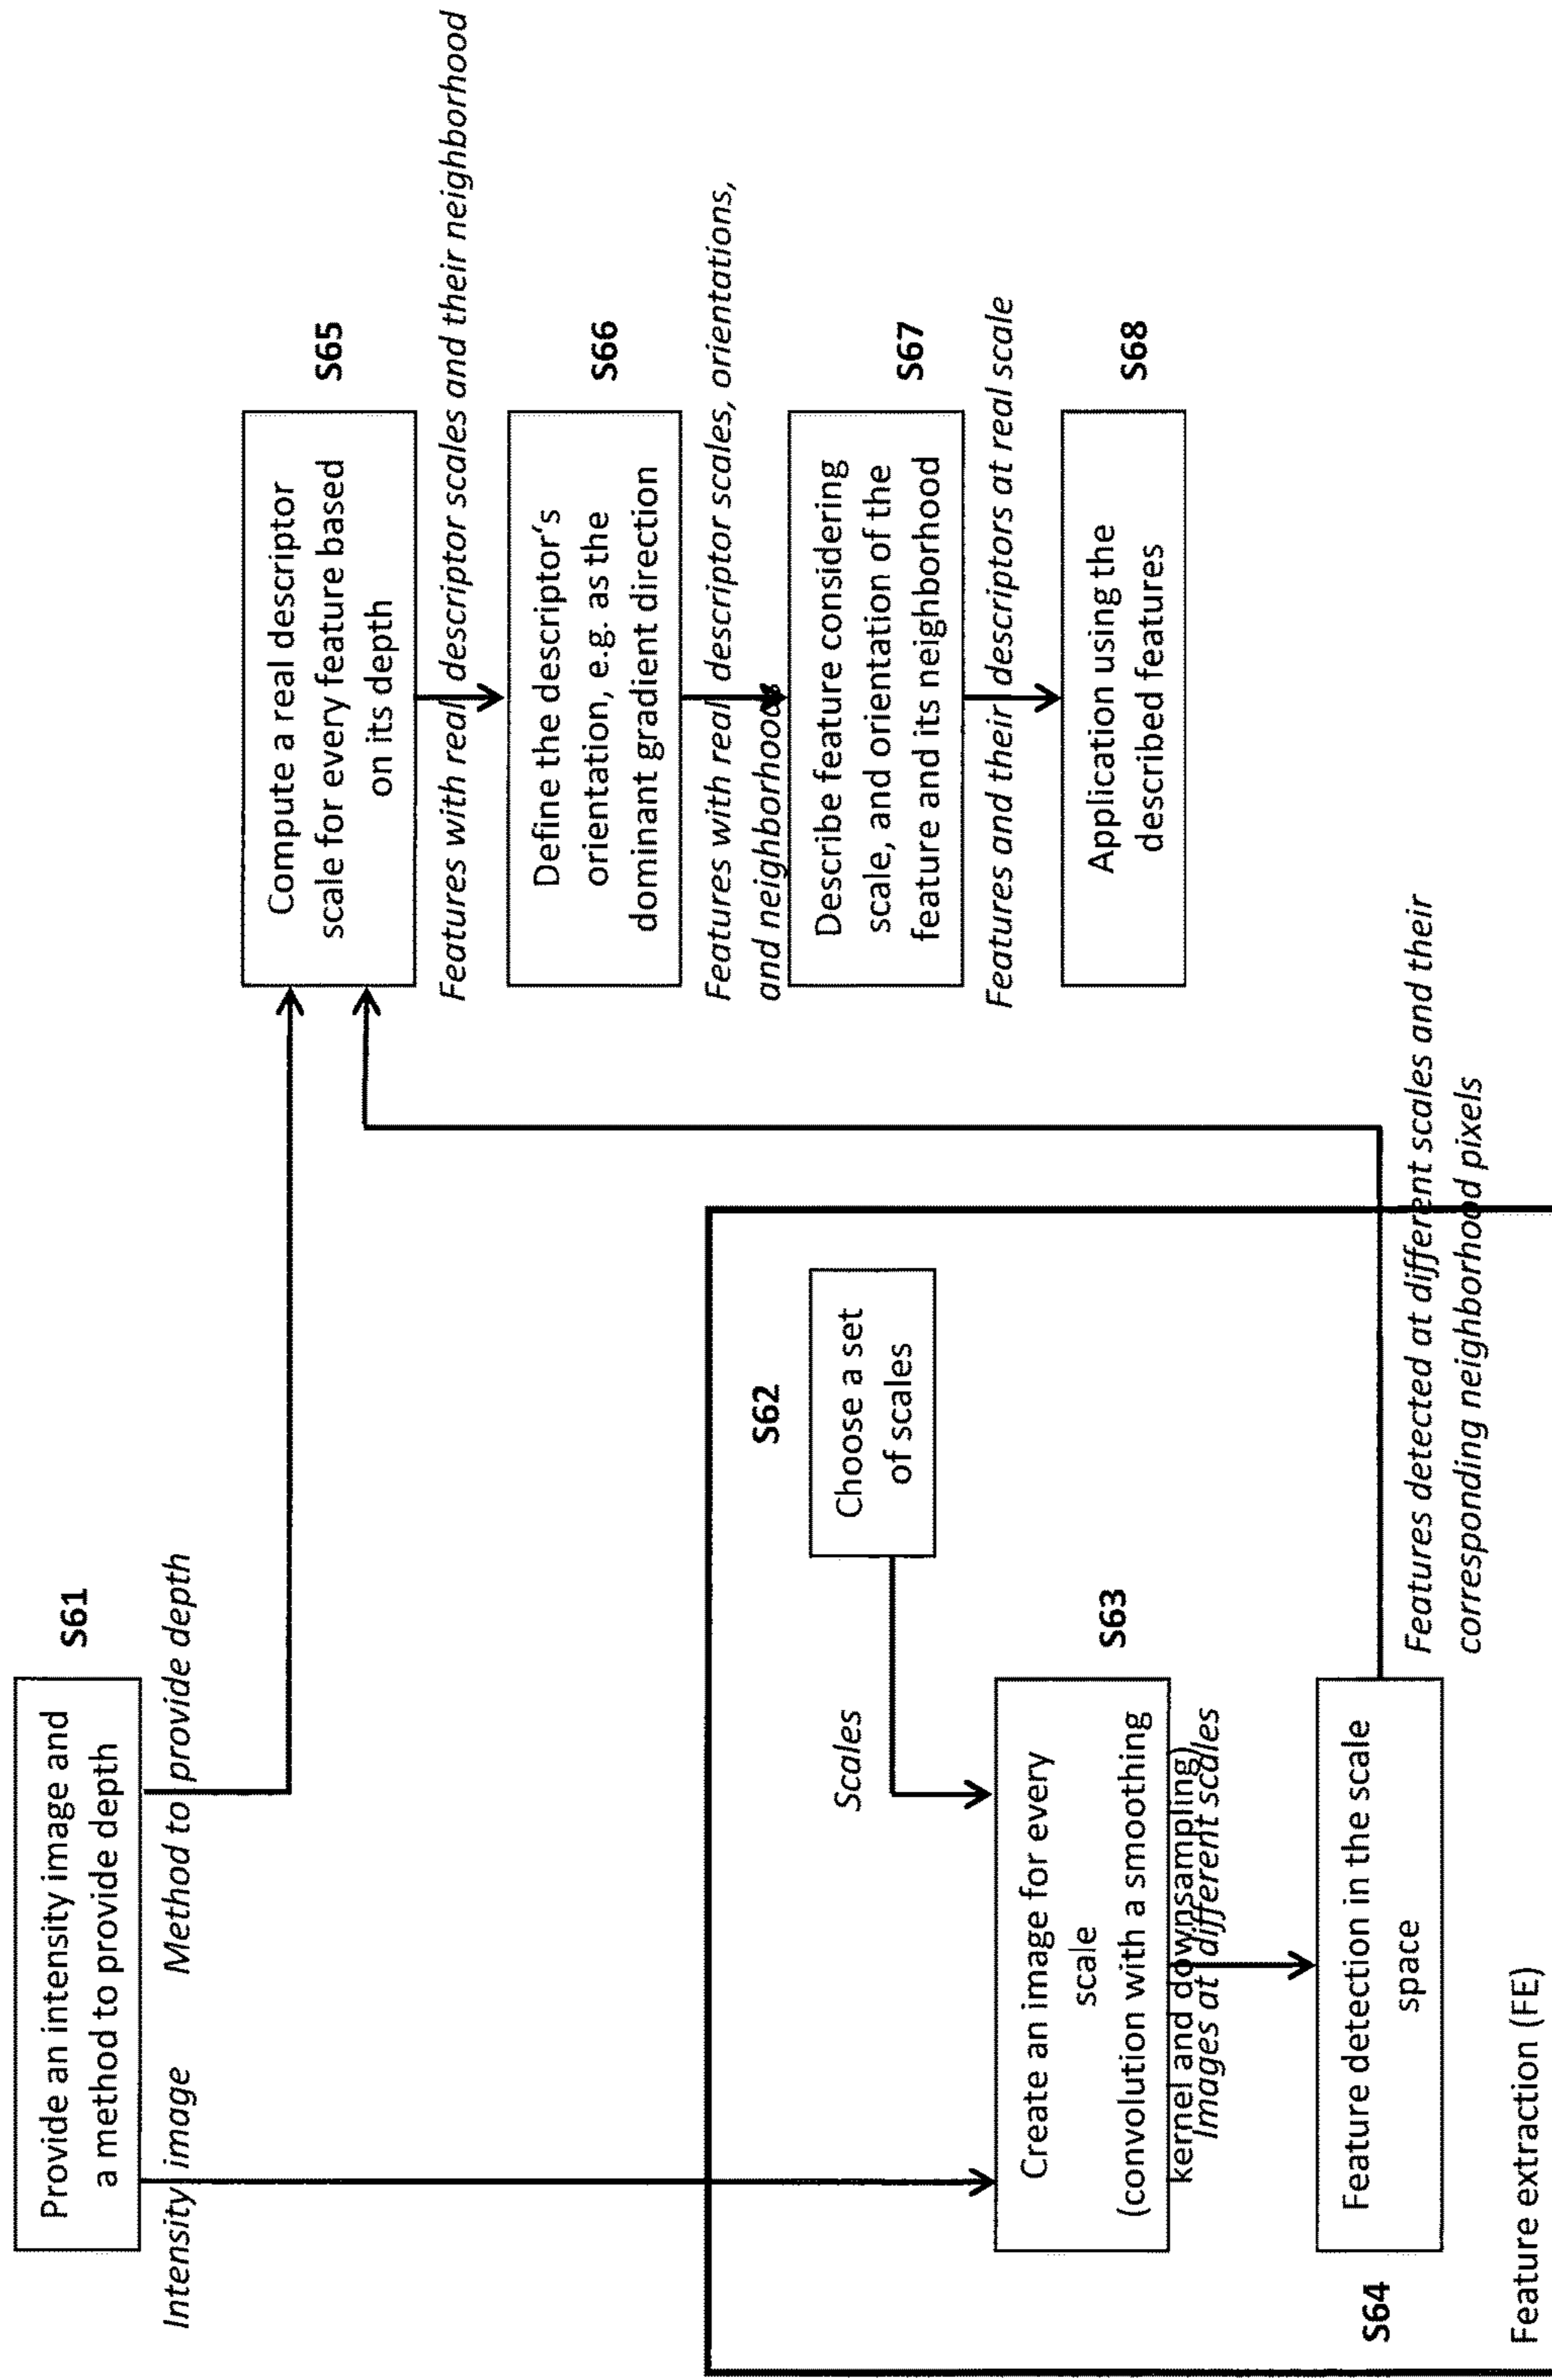 S61
Provide an intensity image and
a method to provide depth
Intensity image
Method to provide depth
S62
Choose a set
of scales
Scales
S63
Create an image for every
scale
(convolution with a smoothing
kernel and downsampling)
Images at different scales
S64
Feature detection in the scale
space
Features detected at different scales and their
corresponding neighborhood pixels
Feature extraction (FE)
S65
Compute a real descriptor
scale for every feature based
on its depth
Features with real descriptor scales and their neighborhood
S66
Define the descriptor's
orientation, e.g. as the
dominant gradient direction
Features with real descriptor scales, orientations,
and neighborhoods
S67
Describe feature considering
scale, and orientation of the
feature and its neighborhood
Features and their descriptors at real scale
S68
Application using the
described features